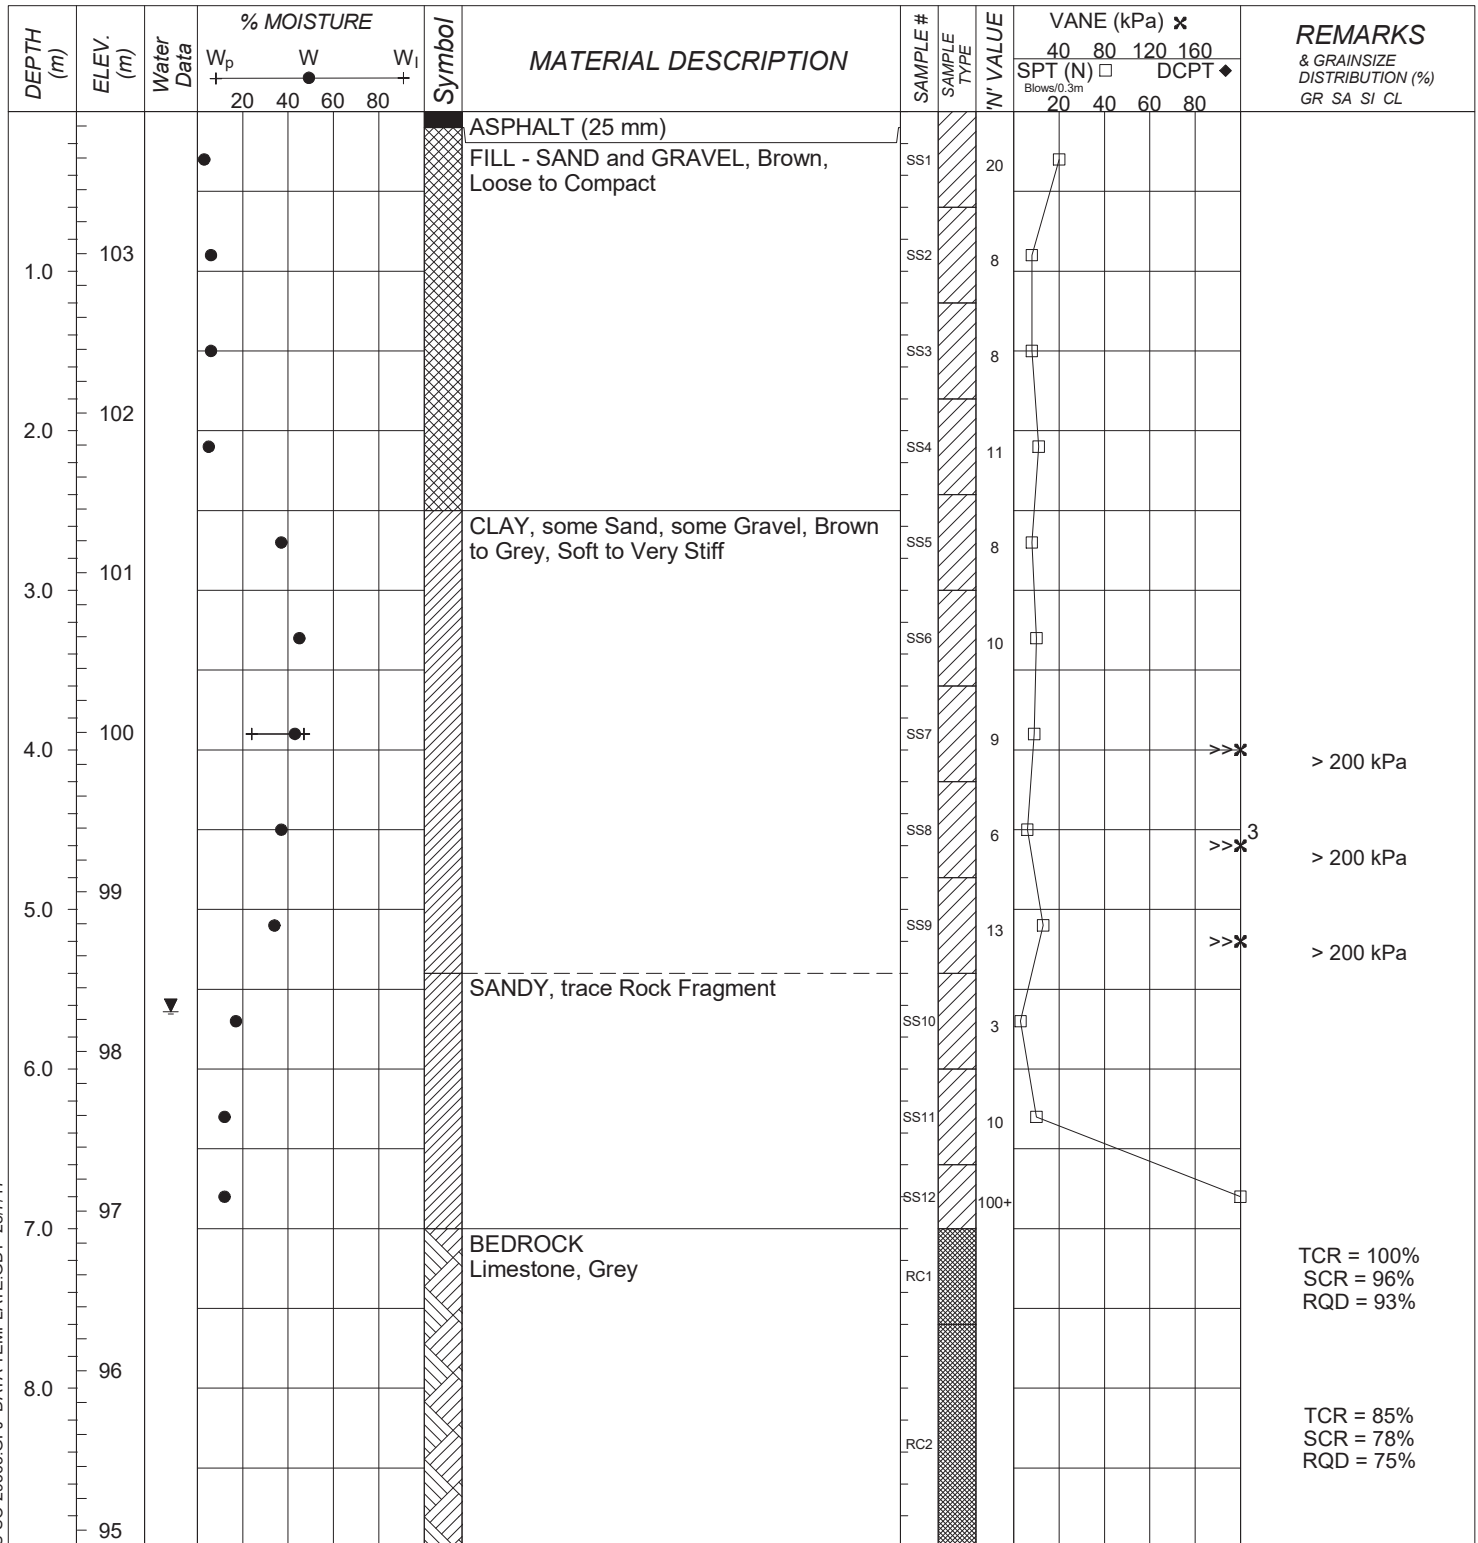 DEPTH (m)
ELEV. (m)
Water Data
% MOISTURE
Wp W Wl
20 40 60 80
Symbol
MATERIAL DESCRIPTION
SAMPLE #
SAMPLE TYPE
'N' VALUE
VANE (kPa)
40 80 120 160
SPT (N) DCPT
Blows/0.3m
20 40 60 80
REMARKS
& GRAINSIZE
DISTRIBUTION (%)
GR SA SI CL
ASPHALT (25 mm)
FILL - SAND and GRAVEL, Brown,
Loose to Compact
SS1 20
103
SS2 8
1.0
SS3 8
102
2.0
SS4 11
CLAY, some Sand, some Gravel, Brown
to Grey, Soft to Very Stiff
SS5 8
101
3.0
SS6 10
100
SS7 9
4.0
>>
> 200 kPa
SS8 6
3
>>
> 200 kPa
99
5.0
SS9 13
>>
> 200 kPa
SANDY, trace Rock Fragment
SS10 3
98
6.0
SS11 10
SS12 100+
97
7.0
BEDROCK
Limestone, Grey
RC1
TCR = 100%
SCR = 96%
RQD = 93%
96
8.0
RC2
TCR = 85%
SCR = 78%
RQD = 75%
95